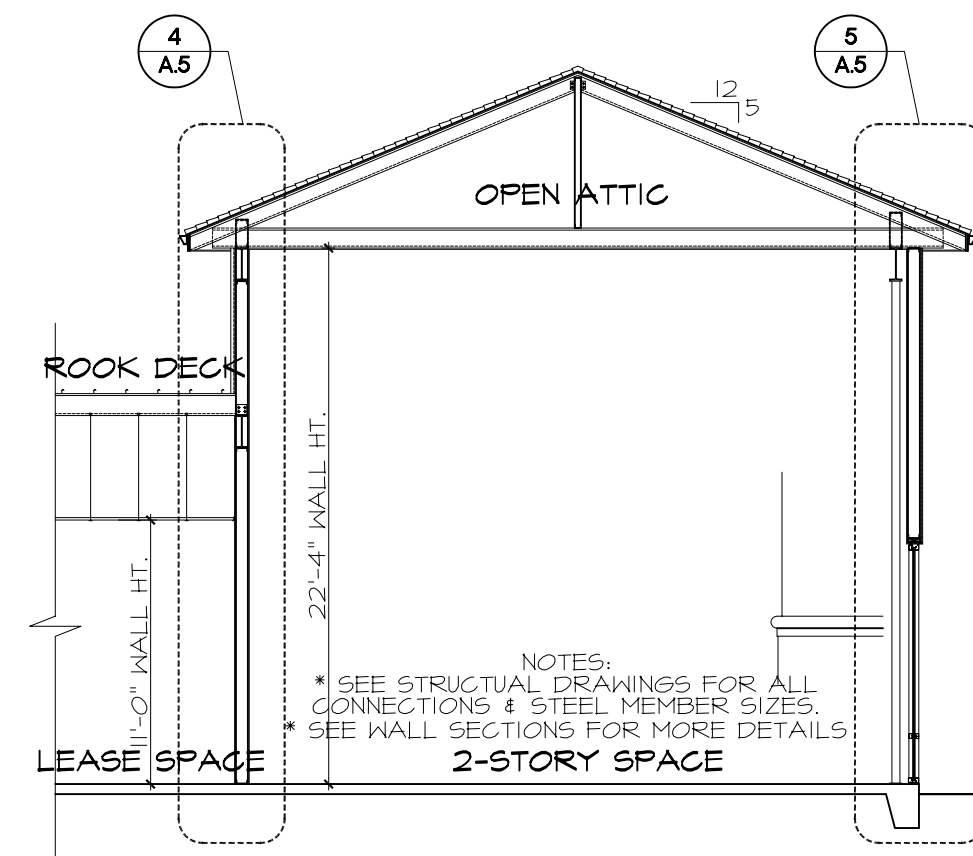 4
A.5
5
A.5
12
5
OPEN ATTIC
ROOK DECK
22'-4" WALL HT.
11'-0" WALL HT.
NOTES:
* SEE STRUCTUAL DRAWINGS FOR ALL
CONNECTIONS & STEEL MEMBER SIZES.
* SEE WALL SECTIONS FOR MORE DETAILS
LEASE SPACE
2-STORY SPACE